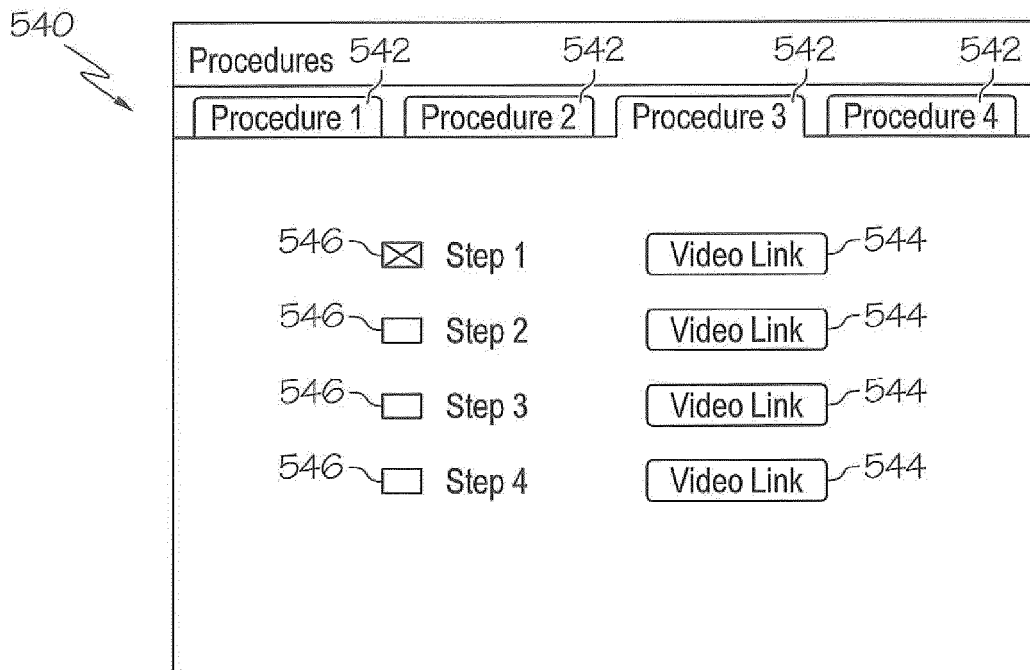 540
Procedures 542 542 542 542
Procedure 1 Procedure 2 Procedure 3 Procedure 4
546 Step 1 Video Link 544
546 Step 2 Video Link 544
546 Step 3 Video Link 544
546 Step 4 Video Link 544